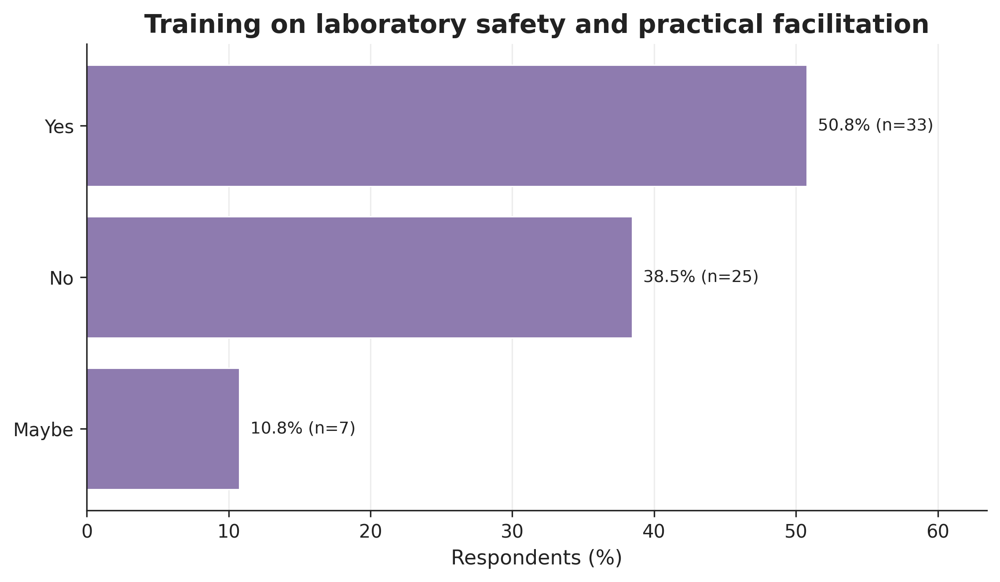 Training on laboratory safety and practical facilitation
Yes
50.8% (n=33)
No
38.5% (n=25)
Maybe
10.8% (n=7)
0 10 20 30 40 50 60
Respondents (%)